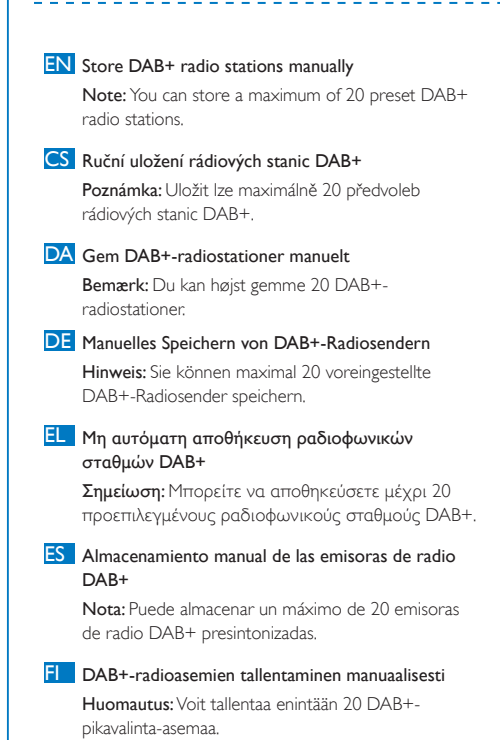 EN Store DAB+ radio stations manually
Note: You can store a maximum of 20 preset DAB+
radio stations.
CS Ruční uložení rádiových stanic DAB+
Poznámka: Uložit lze maximálně 20 předvoleb
rádiových stanic DAB+.
DA Gem DAB+-radiostationer manuelt
Bemærk: Du kan højst gemme 20 DAB+-
radiostationer.
DE Manuelles Speichern von DAB+-Radiosendern
Hinweis: Sie können maximal 20 voreingestellte
DAB+-Radiosender speichern.
EL Μη αυτόματη αποθήκευση ραδιοφωνικών
σταθμών DAB+
Σημείωση: Μπορείτε να αποθηκεύσετε μέχρι 20
προεπιλεγμένους ραδιοφωνικούς σταθμούς DAB+.
ES Almacenamiento manual de las emisoras de radio
DAB+
Nota: Puede almacenar un máximo de 20 emisoras
de radio DAB+ presintonizadas.
FI DAB+-radioasemien tallentaminen manuaalisesti
Huomautus: Voit tallentaa enintään 20 DAB+-
pikavalinta-asemaa.